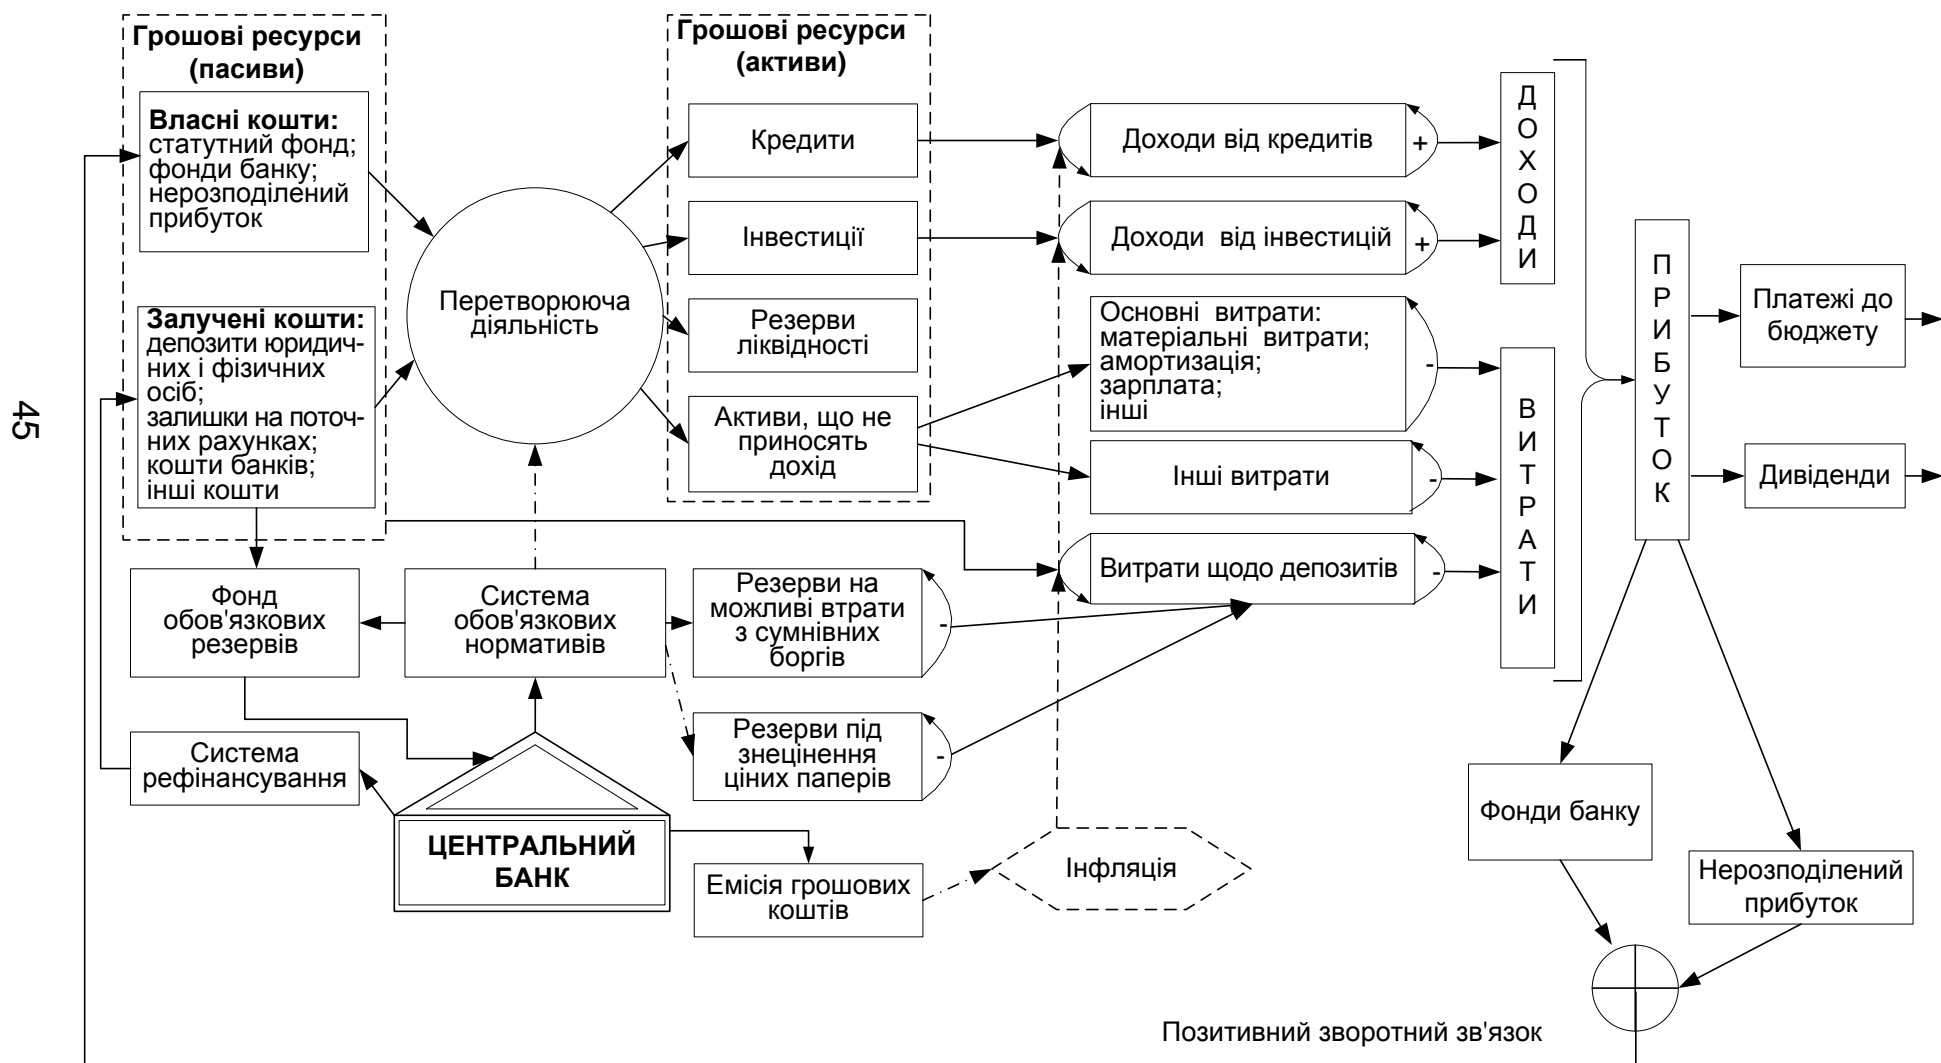 Грошові ресурси
(пасиви)
Власні кошти:
статутний фонд;
фонди банку;
нерозподілений
прибуток
Залучені кошти:
депозити юридич-
них і фізичних
осіб;
залишки на поточ-
них рахунках;
кошти банків;
інші кошти
45
Перетворююча
діяльність
Грошові ресурси
(активи)
Кредити
Інвестиції
Резерви
ліквідності
Активи, що не
приносять
дохід
Доходи від кредитів
+
Доходи від інвестицій
+
Основні витрати:
матеріальні витрати;
амортизація;
зарплата;
інші
-
Інші витрати
-
Витрати щодо депозитів
-
ДОХОДИ
ВИТРАТИ
ПРИБУТОК
Платежі до
бюджету
Дивіденди
Фонд
обов'язкових
резервів
Система
обов'язкових
нормативів
Резерви на
можливі втрати
з сумнівних
боргів
-
Резерви під
знецінення
ціних паперів
-
Система
рефінансування
ЦЕНТРАЛЬНИЙ
БАНК
Емісія грошових
коштів
Інфляція
Фонди банку
Нерозподілений
прибуток
Позитивний зворотний зв'язок